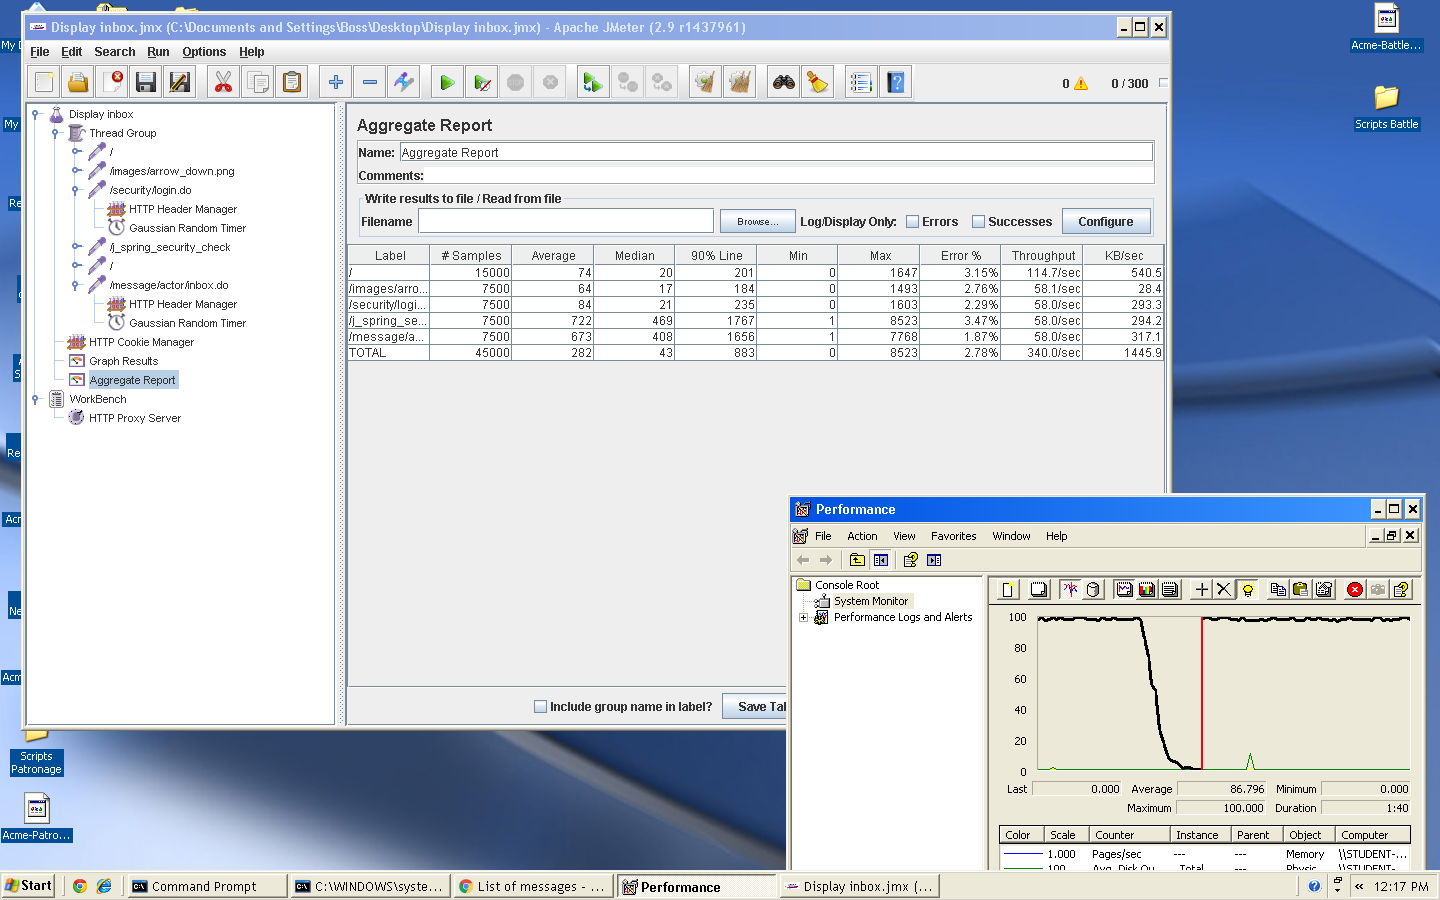 Display inbox.jmx (C:\Documents and Settings\Boss\Desktop\Display inbox.jmx) - Apache JMeter (2.9 r1437961)
File Edit Search Run Options Help
0 0 / 300
Display inbox
Thread Group
/
/images/arrow_down.png
/security/login.do
HTTP Header Manager
Gaussian Random Timer
/j_spring_security_check
/
/message/actor/inbox.do
HTTP Header Manager
Gaussian Random Timer
HTTP Cookie Manager
Graph Results
Aggregate Report
WorkBench
HTTP Proxy Server
Aggregate Report
Name: Aggregate Report
Comments:
Write results to file / Read from file
Filename Browse... Log/Display Only: Errors Successes Configure
Label # Samples Average Median 90% Line Min Max Error % Throughput KB/sec
/ 15000 74 20 201 0 1647 3.15% 114.7/sec 540.5
/images/arro... 7500 64 17 184 0 1493 2.76% 58.1/sec 28.4
/security/logi... 7500 84 21 235 0 1603 2.29% 58.0/sec 293.3
/j_spring_se... 7500 722 469 1767 1 8523 3.47% 58.0/sec 294.2
/message/a... 7500 673 408 1656 1 7768 1.87% 58.0/sec 317.1
TOTAL 45000 282 43 883 0 8523 2.78% 340.0/sec 1445.9
Include group name in label? Save Tal
Performance
File Action View Favorites Window Help
Console Root
System Monitor
Performance Logs and Alerts
100
80
60
40
20
0
Last 0.000 Average 86.796 Minimum 0.000
Maximum 100.000 Duration 1:40
Color Scale Counter Instance Parent Object Computer
1.000 Pages/sec --- --- Memory \\STUDENT-...
100 Avg. Disk Qu Total --- Physic \\STUDENT-
My D
My
Re
A
S
Re
Acr
Ne
Acm
Scripts
Patronage
Acme-Patro...
Acme-Battle...
Scripts Battle
Start Command Prompt C:\WINDOWS\syste... List of messages - ... Performance Display inbox.jmx (... « 12:17 PM